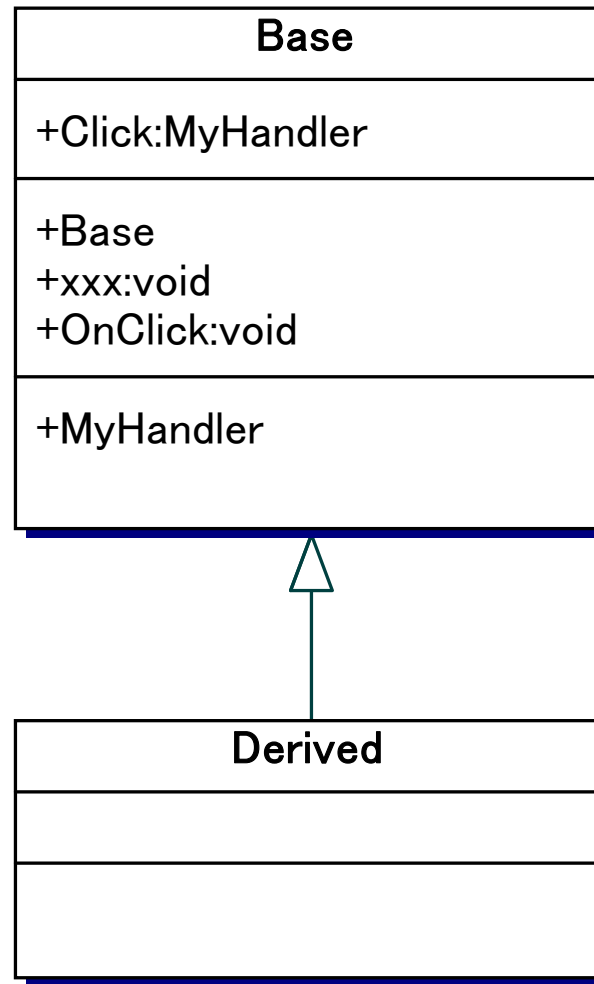 Base
+Click:MyHandler
+Base
+xxx:void
+OnClick:void
+MyHandler
Derived